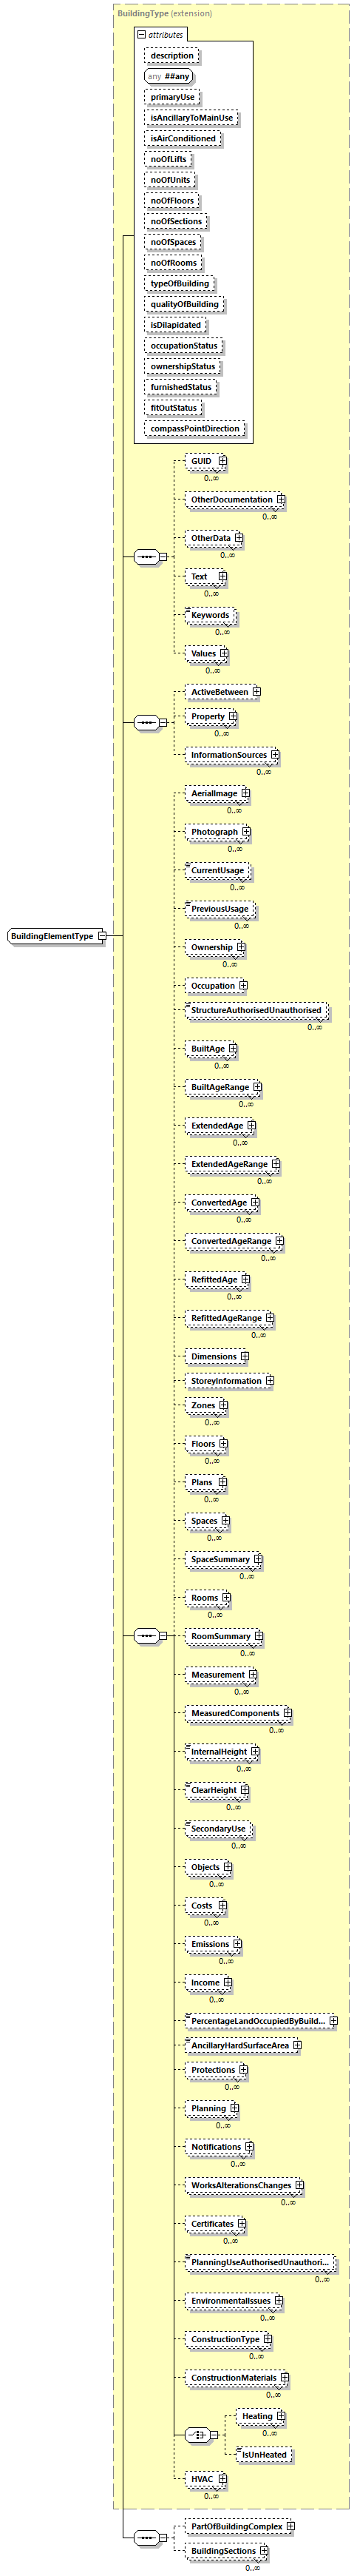 BuildingType (extension)
attributes
description
any ##any
primaryUse
isAncillaryToMainUse
isAirConditioned
noOfLifts
noOfUnits
noOfFloors
noOfSections
noOfSpaces
noOfRooms
typeOfBuilding
qualityOfBuilding
isDilapidated
occupationStatus
ownershipStatus
furnishedStatus
fitOutStatus
compassPointDirection
GUID
0..∞
OtherDocumentation
0..∞
OtherData
0..∞
Text
0..∞
Keywords
0..∞
Values
0..∞
ActiveBetween
Property
0..∞
InformationSources
0..∞
AerialImage
0..∞
Photograph
0..∞
CurrentUsage
0..∞
PreviousUsage
0..∞
BuildingElementType
Ownership
0..∞
Occupation
StructureAuthorisedUnauthorised
0..∞
BuiltAge
0..∞
BuiltAgeRange
0..∞
ExtendedAge
0..∞
ExtendedAgeRange
0..∞
ConvertedAge
0..∞
ConvertedAgeRange
0..∞
RefittedAge
0..∞
RefittedAgeRange
0..∞
Dimensions
StoreyInformation
Zones
0..∞
Floors
0..∞
Plans
0..∞
Spaces
0..∞
SpaceSummary
0..∞
Rooms
0..∞
RoomSummary
0..∞
Measurement
0..∞
MeasuredComponents
0..∞
InternalHeight
0..∞
ClearHeight
0..∞
SecondaryUse
0..∞
Objects
0..∞
Costs
0..∞
Emissions
0..∞
Income
0..∞
PercentageLandOccupiedByBuild...
AncillaryHardSurfaceArea
Protections
0..∞
Planning
0..∞
Notifications
0..∞
WorksAlterationsChanges
0..∞
Certificates
0..∞
PlanningUseAuthorisedUnauthori...
0..∞
EnvironmentalIssues
0..∞
ConstructionType
0..∞
ConstructionMaterials
0..∞
Heating
0..∞
IsUnHeated
HVAC
0..∞
PartOfBuildingComplex
BuildingSections
0..∞